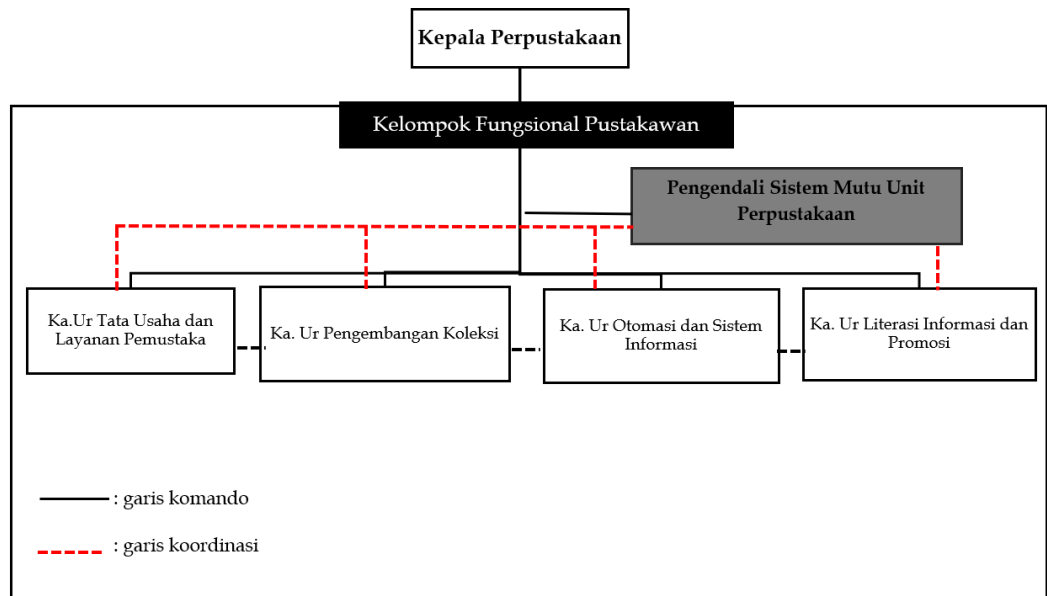 Kepala Perpustakaan
Kelompok Fungsional Pustakawan
Pengendali Sistem Mutu Unit
Perpustakaan
Ka.Ur Tata Usaha dan
Layanan Pemustaka
Ka. Ur Pengembangan Koleksi
Ka. Ur Otomasi dan Sistem
Informasi
Ka. Ur Literasi Informasi dan
Promosi
: garis komando
: garis koordinasi